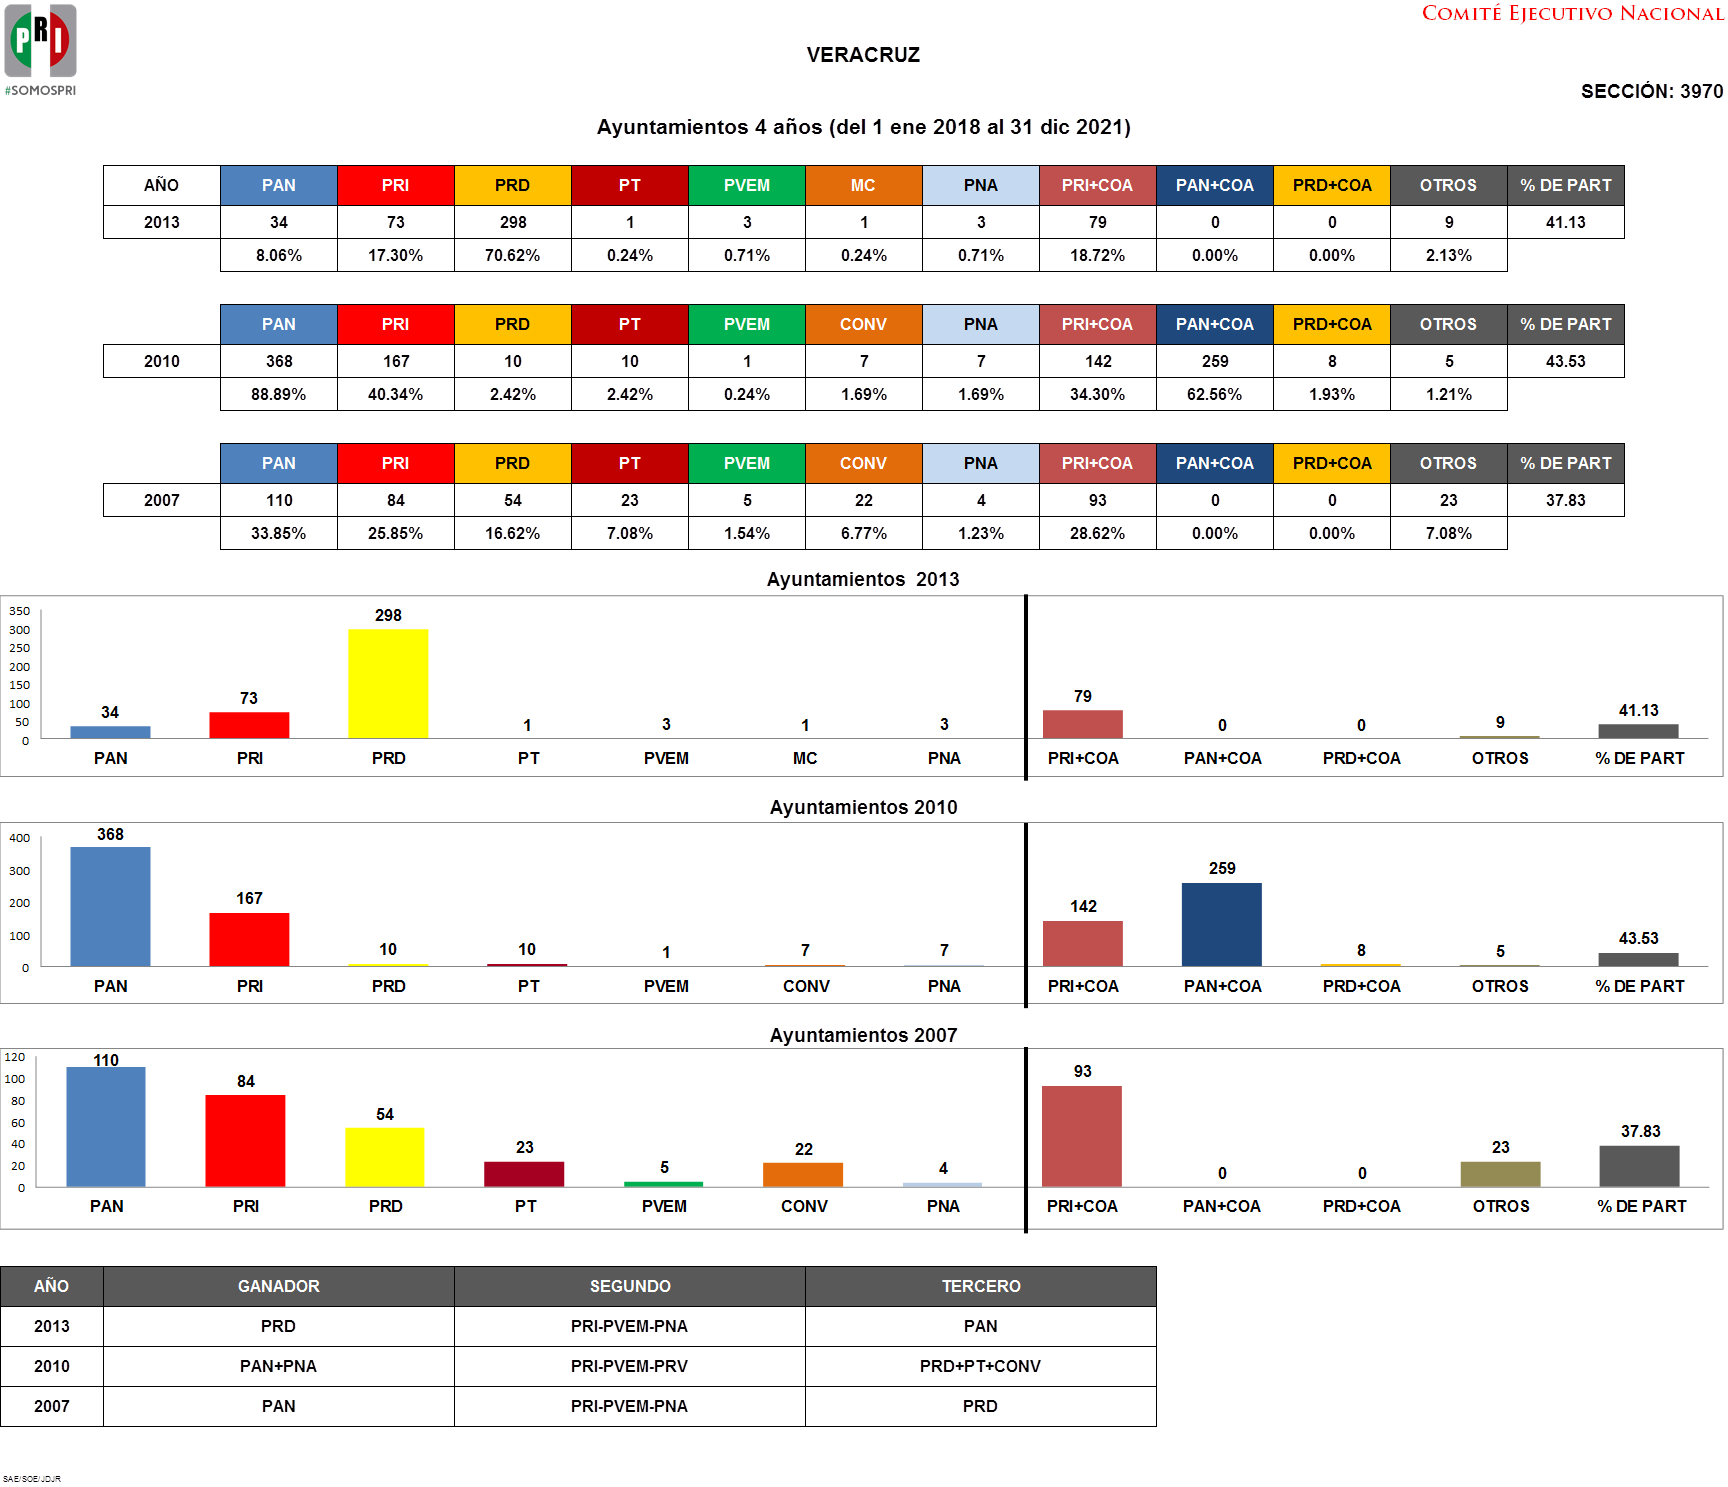 PRI
#SOMOSPRI
COMITÉ EJECUTIVO NACIONAL
VERACRUZ
SECCIÓN: 3970
Ayuntamientos 4 años (del 1 ene 2018 al 31 dic 2021)
AÑO PAN PRI PRD PT PVEM MC PNA PRI+COA PAN+COA PRD+COA OTROS % DE PART
2013 34 73 298 1 3 1 3 79 0 0 9 41.13
8.06% 17.30% 70.62% 0.24% 0.71% 0.24% 0.71% 18.72% 0.00% 0.00% 2.13%
PAN PRI PRD PT PVEM CONV PNA PRI+COA PAN+COA PRD+COA OTROS % DE PART
2010 368 167 10 10 1 7 7 142 259 8 5 43.53
88.89% 40.34% 2.42% 2.42% 0.24% 1.69% 1.69% 34.30% 62.56% 1.93% 1.21%
PAN PRI PRD PT PVEM CONV PNA PRI+COA PAN+COA PRD+COA OTROS % DE PART
2007 110 84 54 23 5 22 4 93 0 0 23 37.83
33.85% 25.85% 16.62% 7.08% 1.54% 6.77% 1.23% 28.62% 0.00% 0.00% 7.08%
Ayuntamientos 2013
350
300
250
200
150
100
50
0
34 73 298 1 3 1 3 79 0 0 9 41.13
PAN PRI PRD PT PVEM MC PNA PRI+COA PAN+COA PRD+COA OTROS % DE PART
Ayuntamientos 2010
400
300
200
100
0
368 167 10 10 1 7 7 142 259 8 5 43.53
PAN PRI PRD PT PVEM CONV PNA PRI+COA PAN+COA PRD+COA OTROS % DE PART
Ayuntamientos 2007
120
100
80
60
40
20
0
110 84 54 23 5 22 4 93 0 0 23 37.83
PAN PRI PRD PT PVEM CONV PNA PRI+COA PAN+COA PRD+COA OTROS % DE PART
AÑO GANADOR SEGUNDO TERCERO
2013 PRD PRI-PVEM-PNA PAN
2010 PAN+PNA PRI-PVEM-PRV PRD+PT+CONV
2007 PAN PRI-PVEM-PNA PRD
SAE/SOE/JDJR